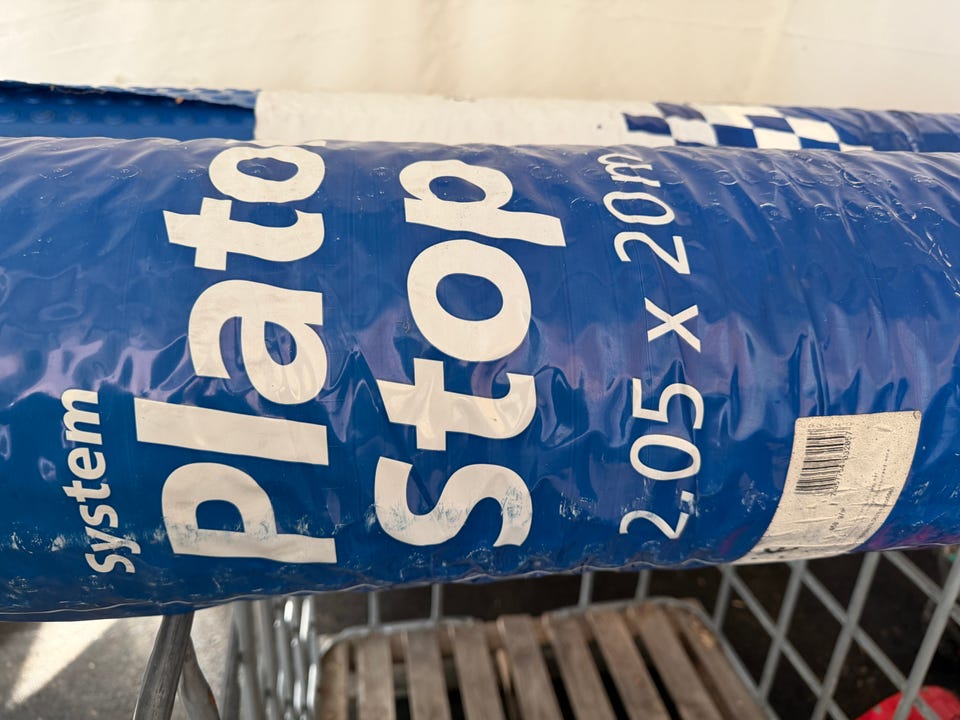 system
Platon
Stop
2.05 x 20m